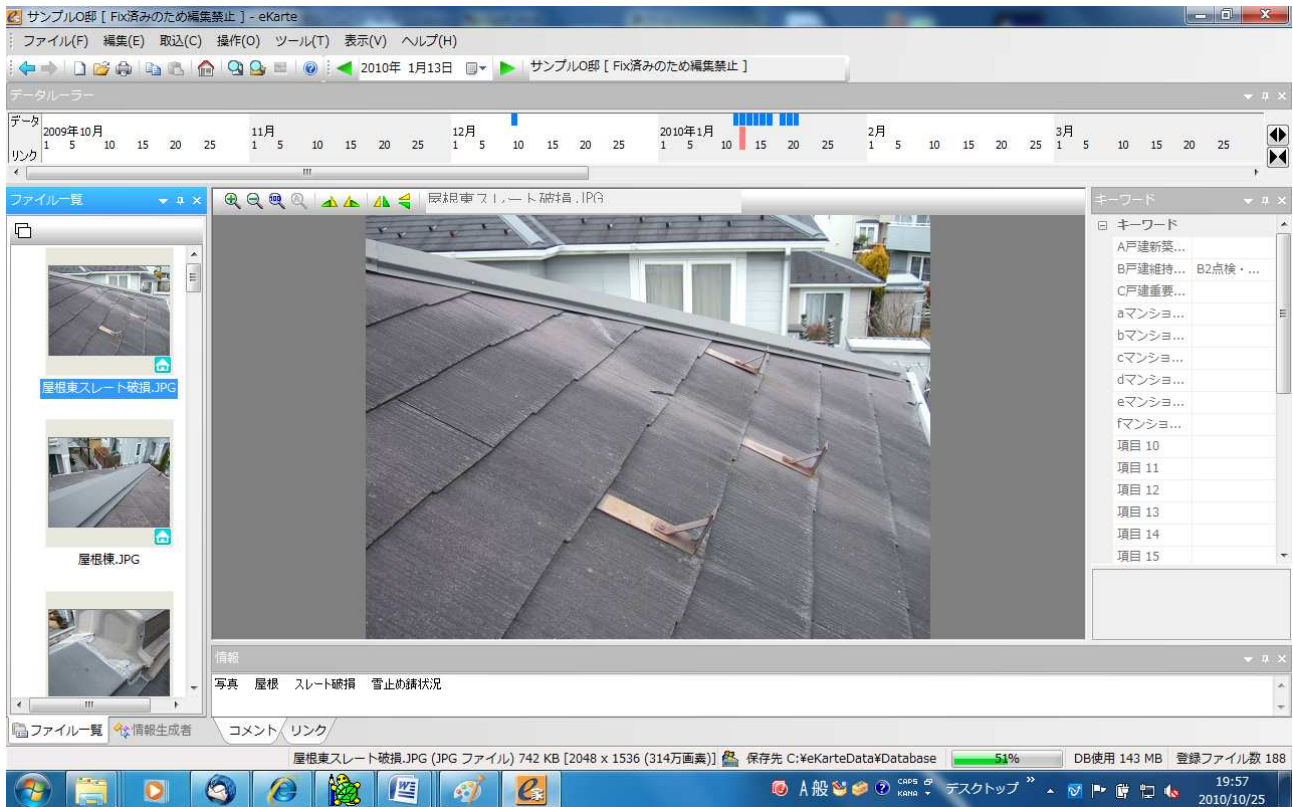 サンプルO邸 [ Fix済みのため編集禁止 ] - eKarte
ファイル(F) 編集(E) 取込(C) 操作(O) ツール(T) 表示(V) ヘルプ(H)
2010年 1月13日 サンプルO邸 [ Fix済みのため編集禁止 ]
データルーラー
データ
2009年10月 11月 12月 2010年1月 2月 3月
1 5 10 15 20 25 1 5 10 15 20 25 1 5 10 15 20 25 1 5 10 15 20 25 1 5 10 15 20 25 1 5 10 15 20 25
リンク
ファイル一覧
屋根東スレート破損.JPG
屋根棟.JPG
ファイル一覧 情報生成者
屋根東スレート破損.JPG
情報
写真 屋根 スレート破損 雪止め錆状況
コメント リンク
キーワード
キーワード
A戸建新築...
B戸建維持... B2点検・...
C戸建重要...
aマンショ...
bマンショ...
cマンショ...
dマンショ...
eマンショ...
fマンショ...
項目 10
項目 11
項目 12
項目 13
項目 14
項目 15
屋根東スレート破損.JPG (JPG ファイル) 742 KB [2048 x 1536 (314万画素)] 保存先 C:¥eKarteData¥Database 51% DB使用 143 MB 登録ファイル数 188
A 般 CAPS KANA デスクトップ » 19:57
2010/10/25